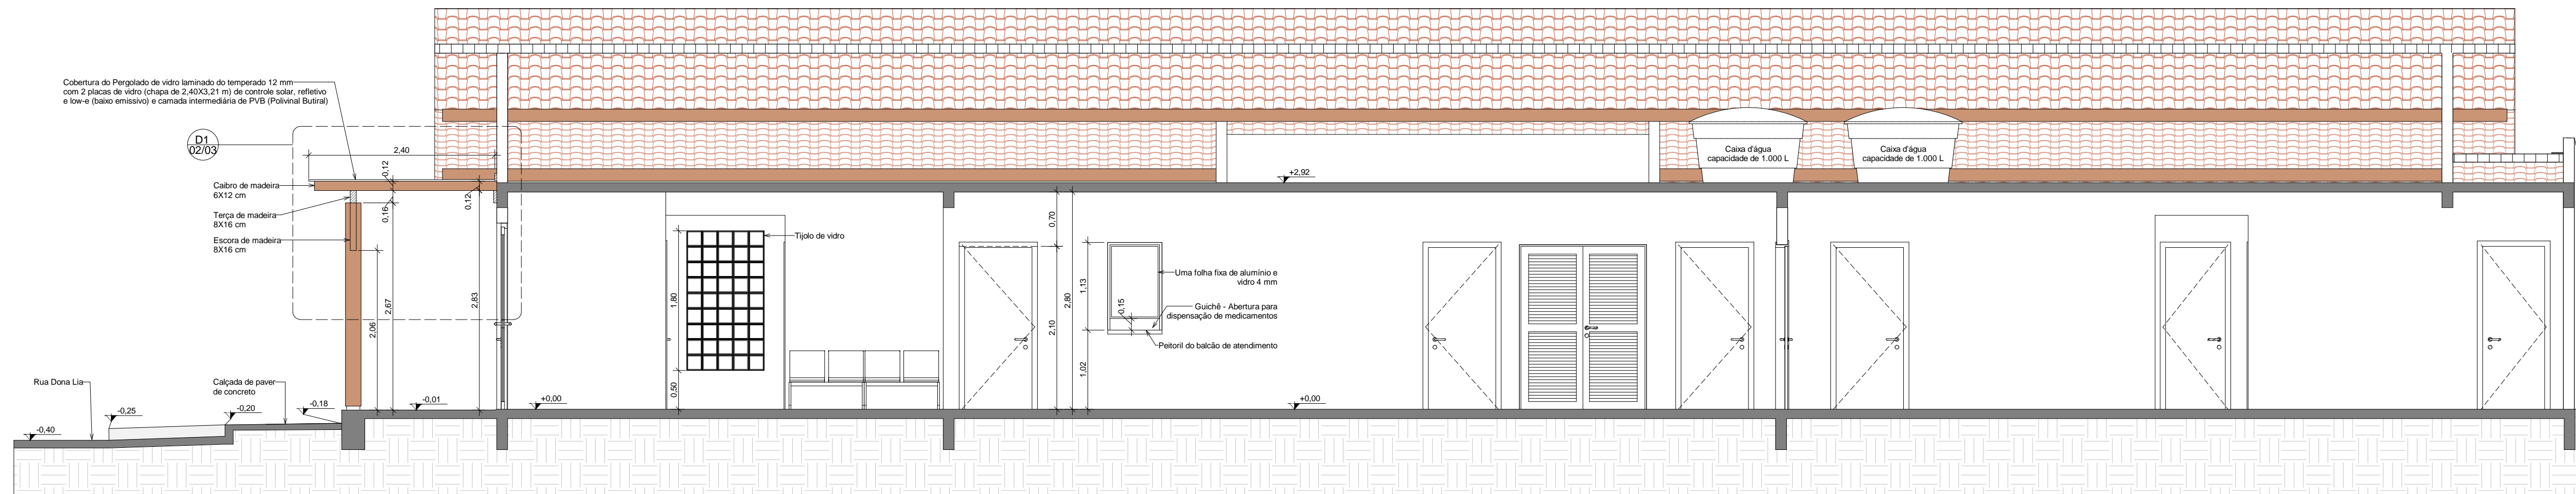 Cobertura do Pergolado de vidro laminado do temperado 12 mm
com 2 placas de vidro (chapa de 2,40X3,21 m) de controle solar, refletivo
e low-e (baixo emissivo) e camada intermediária de PVB (Polivinal Butiral)
D1
02/03
2,40
0,12
Caibro de madeira
6X12 cm
Terça de madeira
8X16 cm
Escora de madeira
8X16 cm
0,16
0,12
2,06
2,67
2,83
Rua Dona Lia
Calçada de paver
de concreto
-0,40
-0,25
-0,20
-0,18
-0,01
+0,00
1,80
0,50
Tijolo de vidro
0,70
2,10
2,80
1,13
1,02
0,15
Uma folha fixa de alumínio e
vidro 4 mm
Guichê - Abertura para
dispensação de medicamentos
Peitoril do balcão de atendimento
+2,92
+0,00
Caixa d'água
capacidade de 1.000 L
Caixa d'água
capacidade de 1.000 L